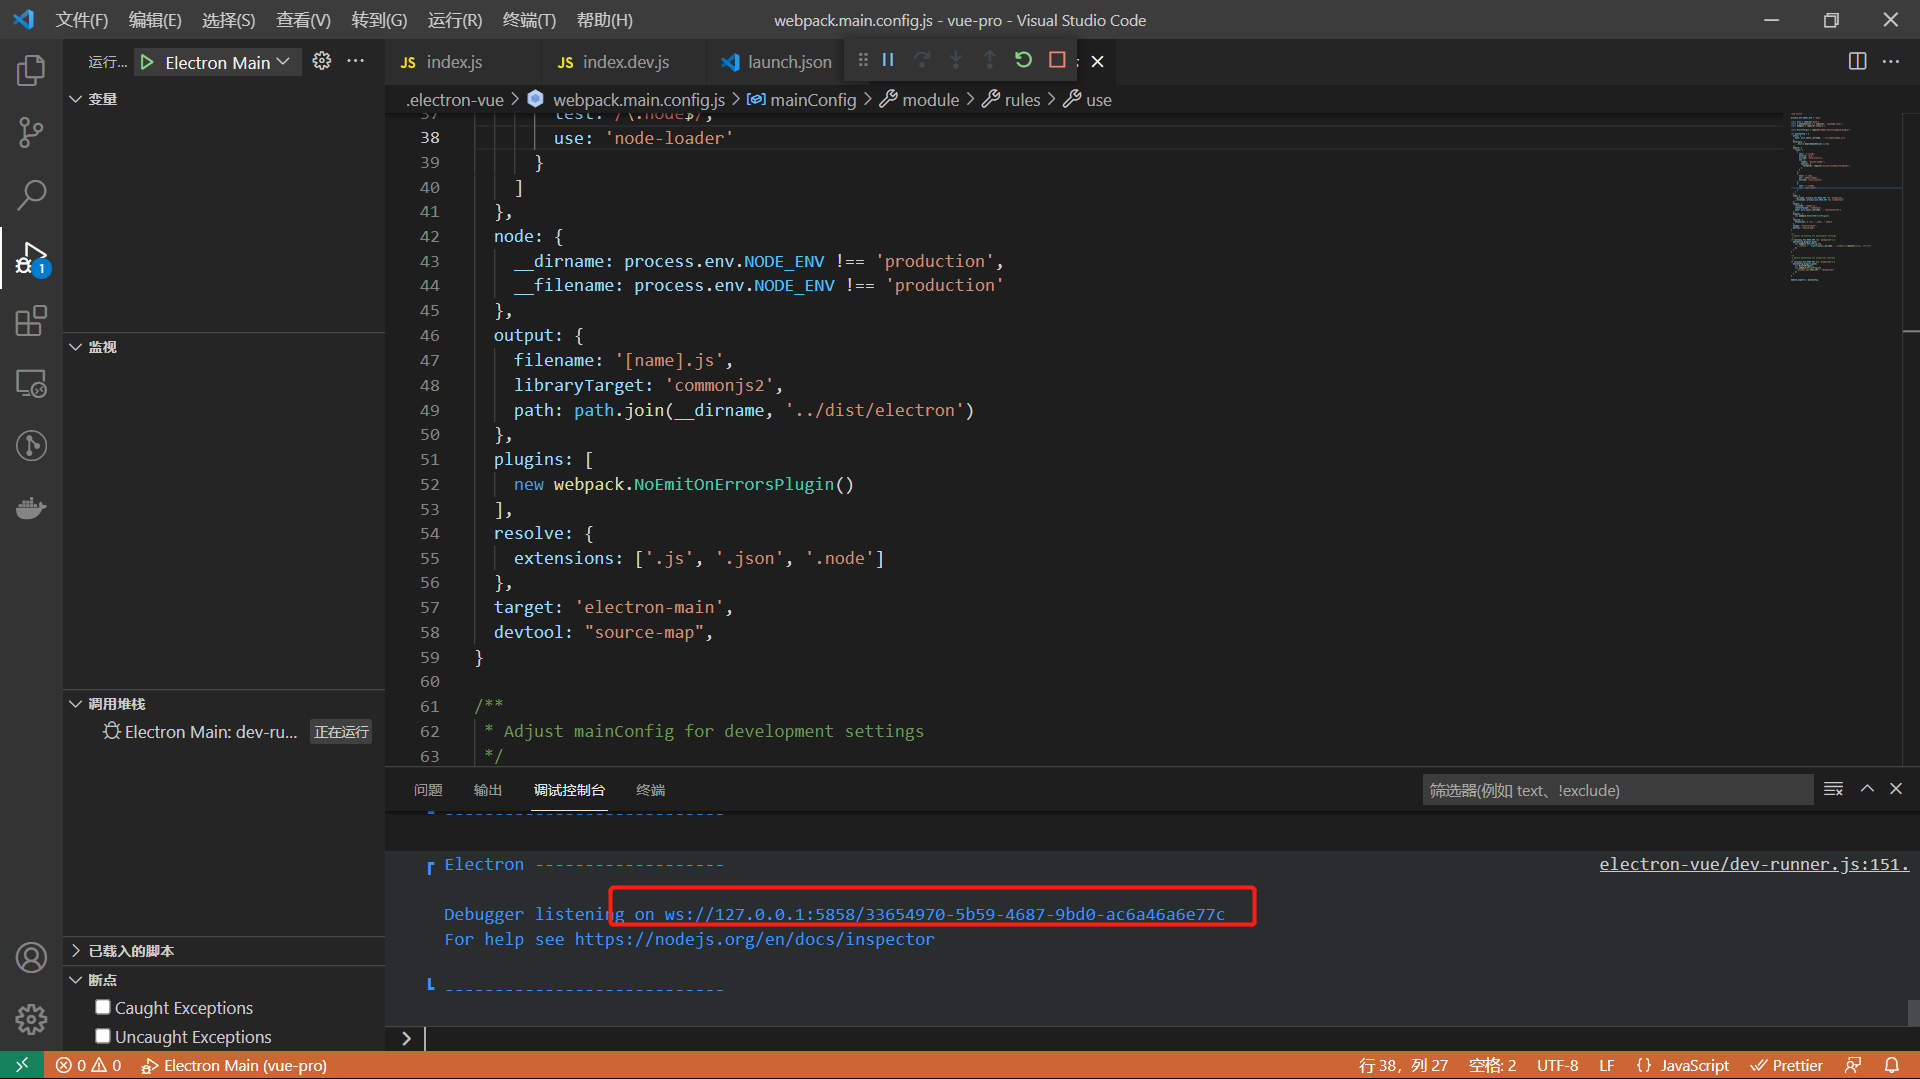 文件(F) 编辑(E) 选择(S) 查看(V) 转到(G) 运行(R) 终端(T) 帮助(H) webpack.main.config.js - vue-pro - Visual Studio Code
运行... Electron Main
JS index.js JS index.dev.js launch.json
.electron-vue > webpack.main.config.js > mainConfig > module > rules > use
变量
监视
调用堆栈
Electron Main: dev-ru... 正在运行
已载入的脚本
断点
Caught Exceptions
Uncaught Exceptions
1
37 test: /\.node$/,
38 use: 'node-loader'
39 }
40 ]
41 },
42 node: {
43 __dirname: process.env.NODE_ENV !== 'production',
44 __filename: process.env.NODE_ENV !== 'production'
45 },
46 output: {
47 filename: '[name].js',
48 libraryTarget: 'commonjs2',
49 path: path.join(__dirname, '../dist/electron')
50 },
51 plugins: [
52 new webpack.NoEmitOnErrorsPlugin()
53 ],
54 resolve: {
55 extensions: ['.js', '.json', '.node']
56 },
57 target: 'electron-main',
58 devtool: "source-map",
59 }
60
61 /**
62 * Adjust mainConfig for development settings
63 */
问题 输出 调试控制台 终端 筛选器(例如 text、!exclude)
----------------------------
┏ Electron ------------------- electron-vue/dev-runner.js:151.
Debugger listening on ws://127.0.0.1:5858/33654970-5b59-4687-9bd0-ac6a46a6e77c
For help see https://nodejs.org/en/docs/inspector
┗ ----------------------------
>
0 0 Electron Main (vue-pro) 行 38，列 27 空格: 2 UTF-8 LF {} JavaScript Prettier